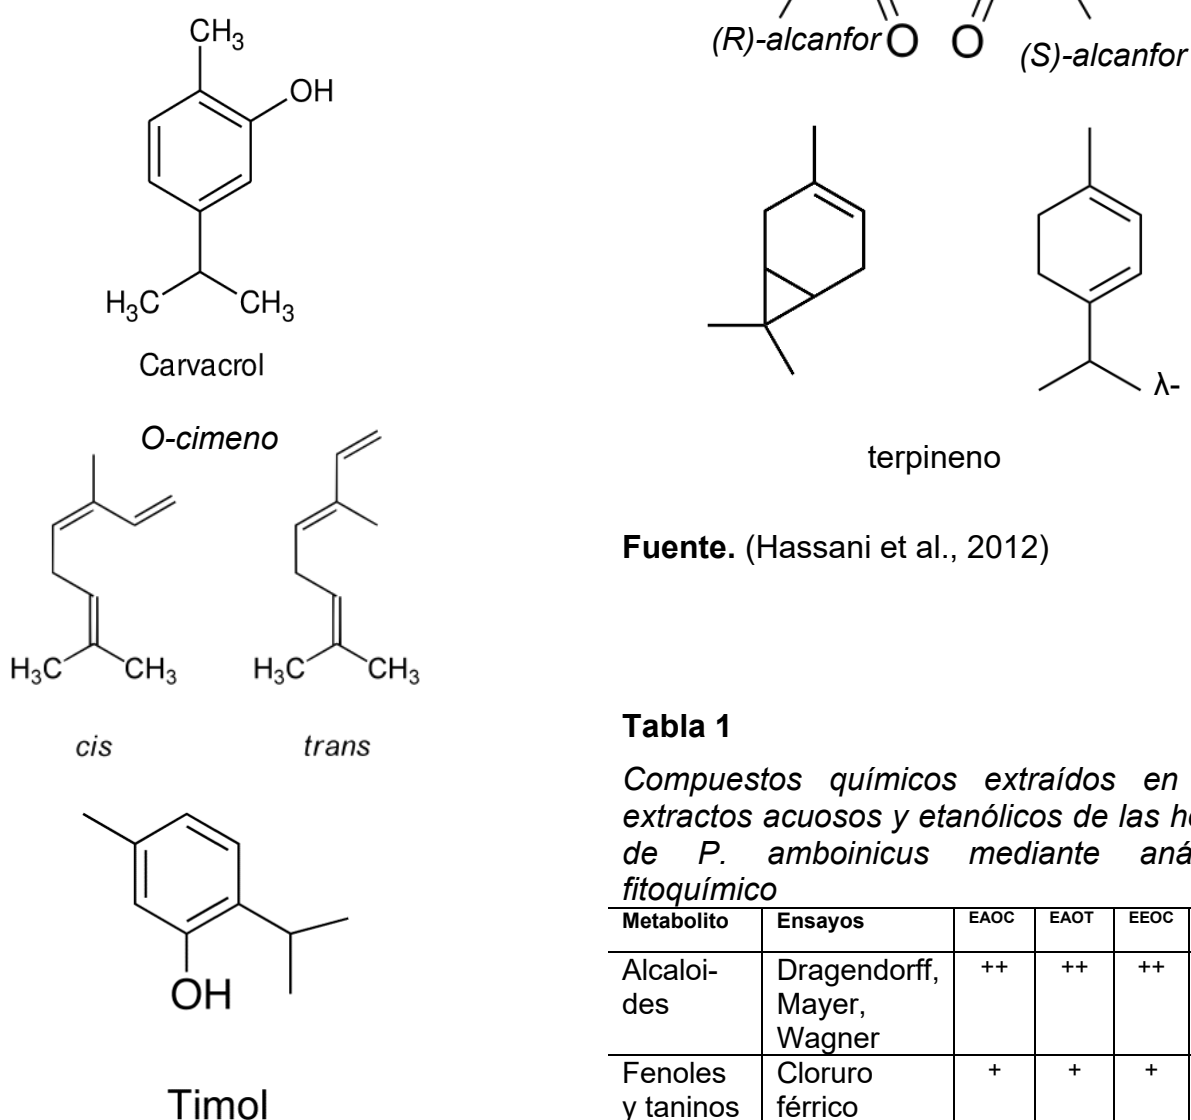 CH3
OH
H3C
CH3
Carvacrol
O-cimeno
H3C
CH3
H3C
CH3
cis
trans
OH
Timol
(R)-alcanfor
O
O
(S)-alcanfor
λ-
terpineno
Fuente. (Hassani et al., 2012)
Tabla 1
Compuestos químicos extraídos en
extractos acuosos y etanólicos de las
de P. amboinicus mediante
fitoquímico
Metabolito Ensayos EAOC EAOT EEOC
Alcaloi- Dragendorff, ++ ++ ++
des Mayer,
Wagner
Fenoles Cloruro + + +
y taninos férrico